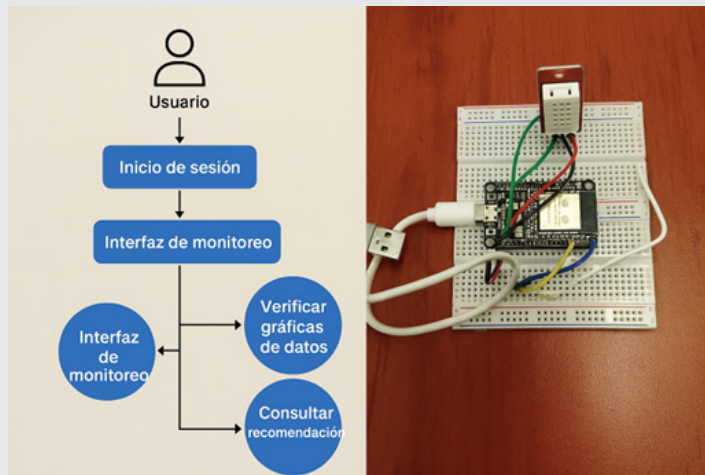 Usuario
Inicio de sesión
Interfaz de monitoreo
Verificar
gráficas
de datos
Interfaz
de
monitoreo
Consultar
recomendación